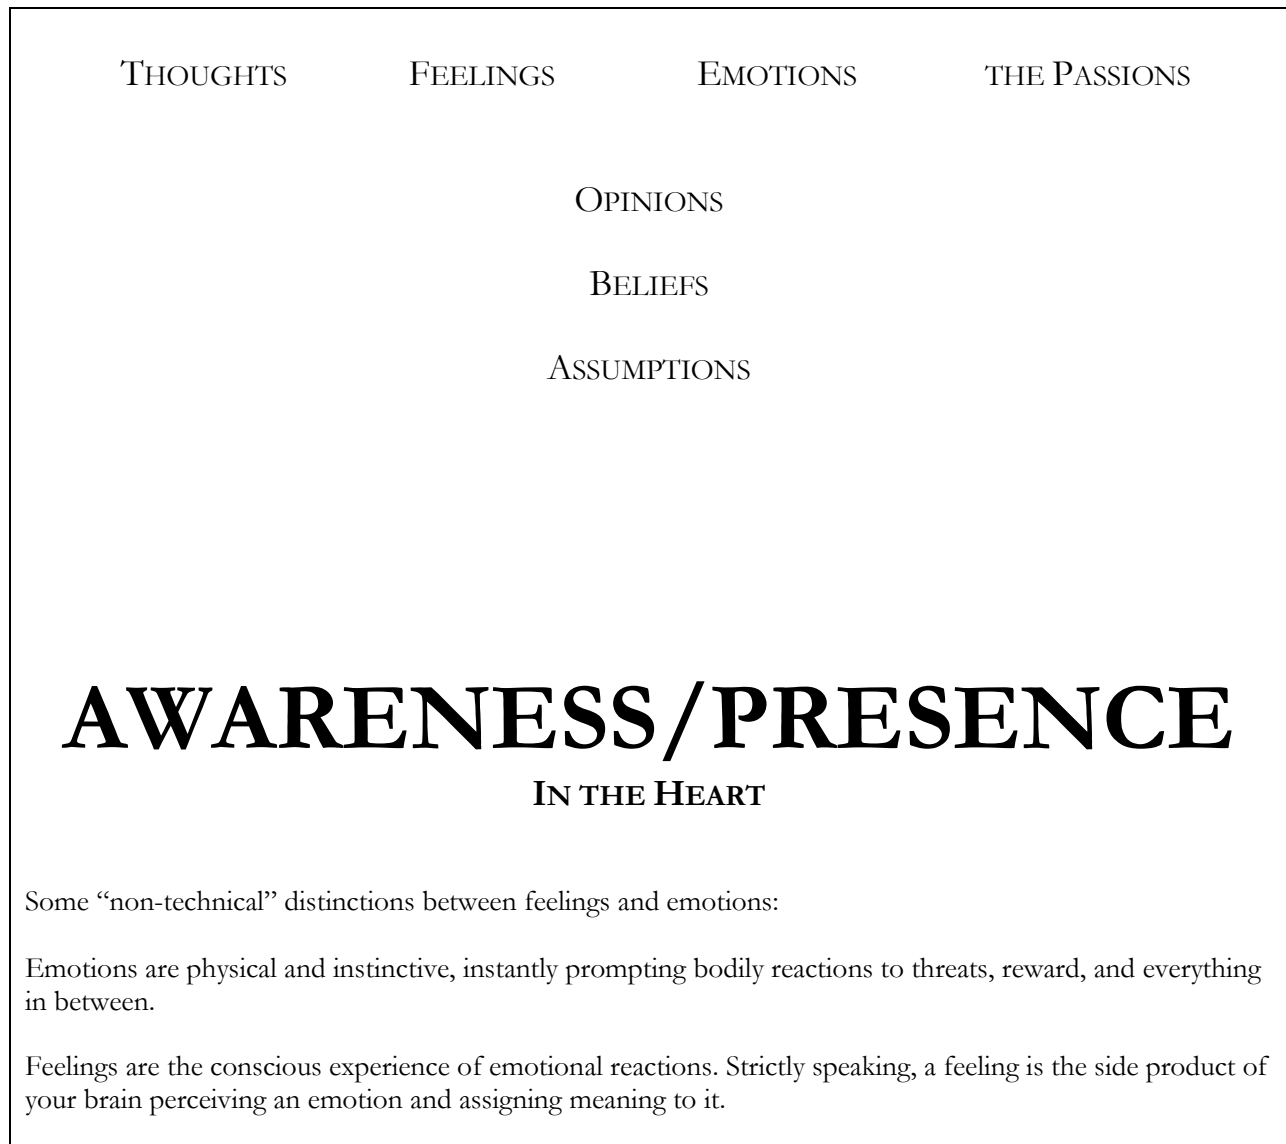 THOUGHTS FEELINGS EMOTIONS THE PASSIONS
OPINIONS
BELIEFS
ASSUMPTIONS
AWARENESS/PRESENCE
IN THE HEART
Some “non-technical” distinctions between feelings and emotions:
Emotions are physical and instinctive, instantly prompting bodily reactions to threats, reward, and everything
in between.
Feelings are the conscious experience of emotional reactions. Strictly speaking, a feeling is the side product of
your brain perceiving an emotion and assigning meaning to it.